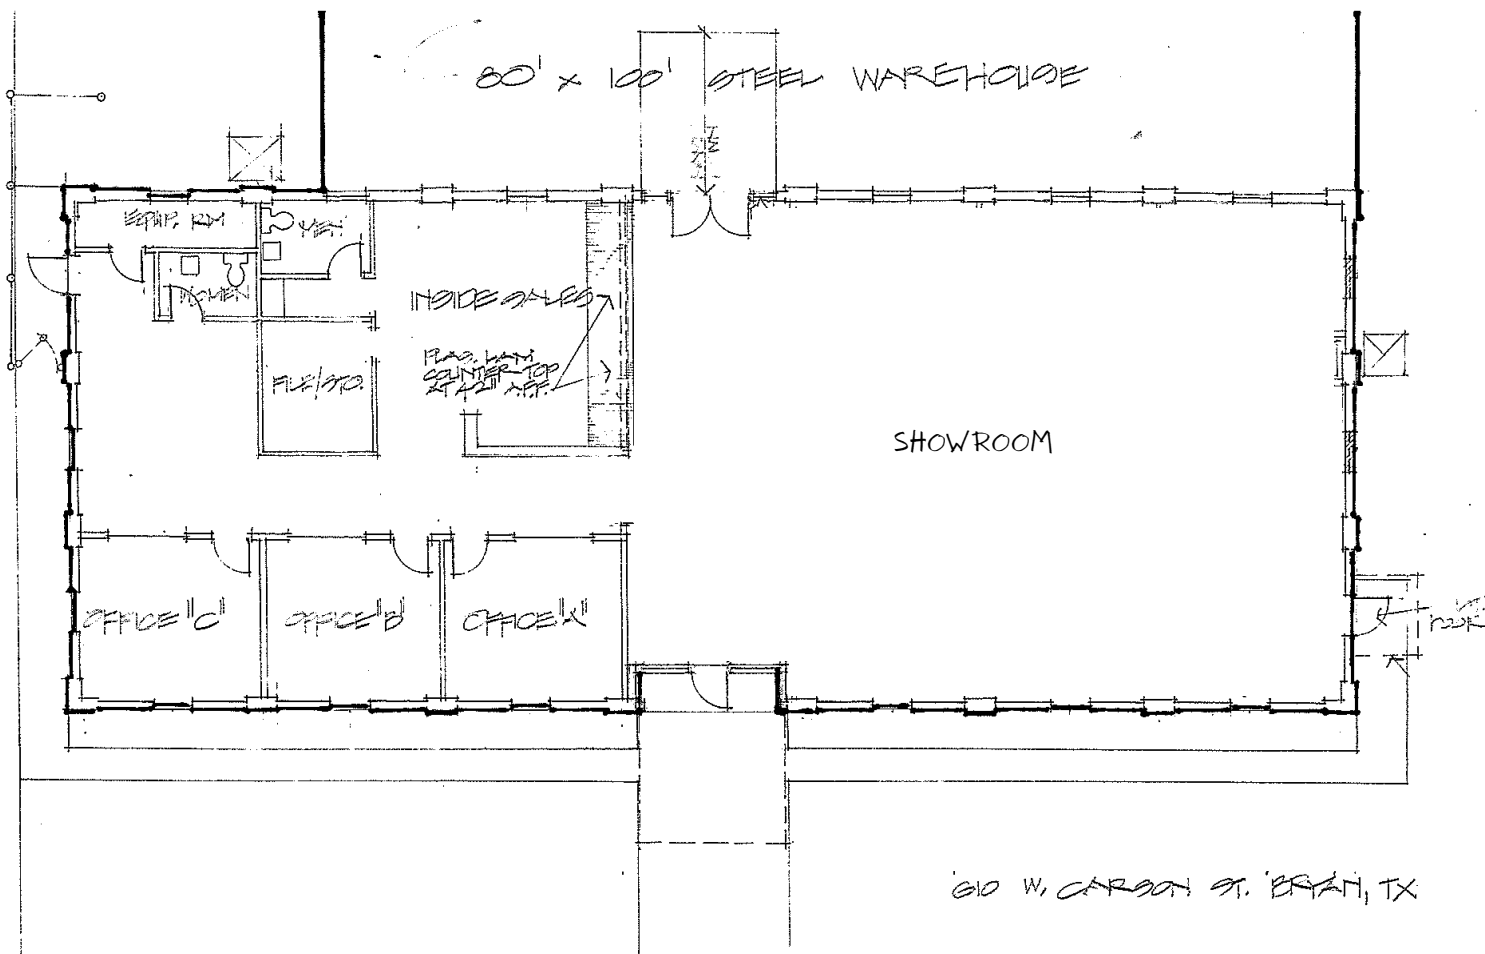 80' x 100' STEEL WAREHOUSE
EQUIP. RM
MEN
WOMEN
INSIDE SALES
PLAS. LAM
COUNTER-TOP
AT 42" A.F.F.
FILE/STO.
SHOWROOM
OFFICE "C"
OFFICE "B"
OFFICE "A"
610 W. CARSON ST. BRYAN, TX